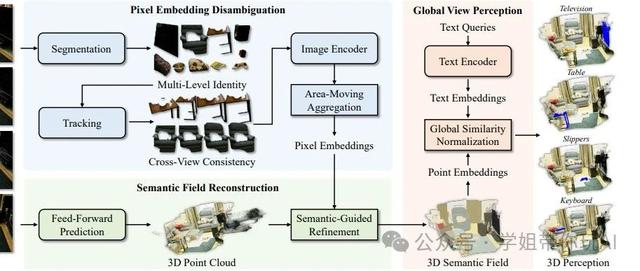 Pixel Embedding Disambiguation
Segmentation
Multi-Level Identity
Image Encoder
Tracking
Cross-View Consistency
Area-Moving
Aggregation
Pixel Embeddings
Semantic Field Reconstruction
Feed-Forward
Prediction
3D Point Cloud
Semantic-Guided
Refinement
Global View Perception
Text Queries
Text Encoder
Text Embeddings
Global Similarity
Normalization
Point Embeddings
3D Semantic Field
Television
Table
Slippers
Keyboard
3D Perception
公众号
学姐带你玩AI